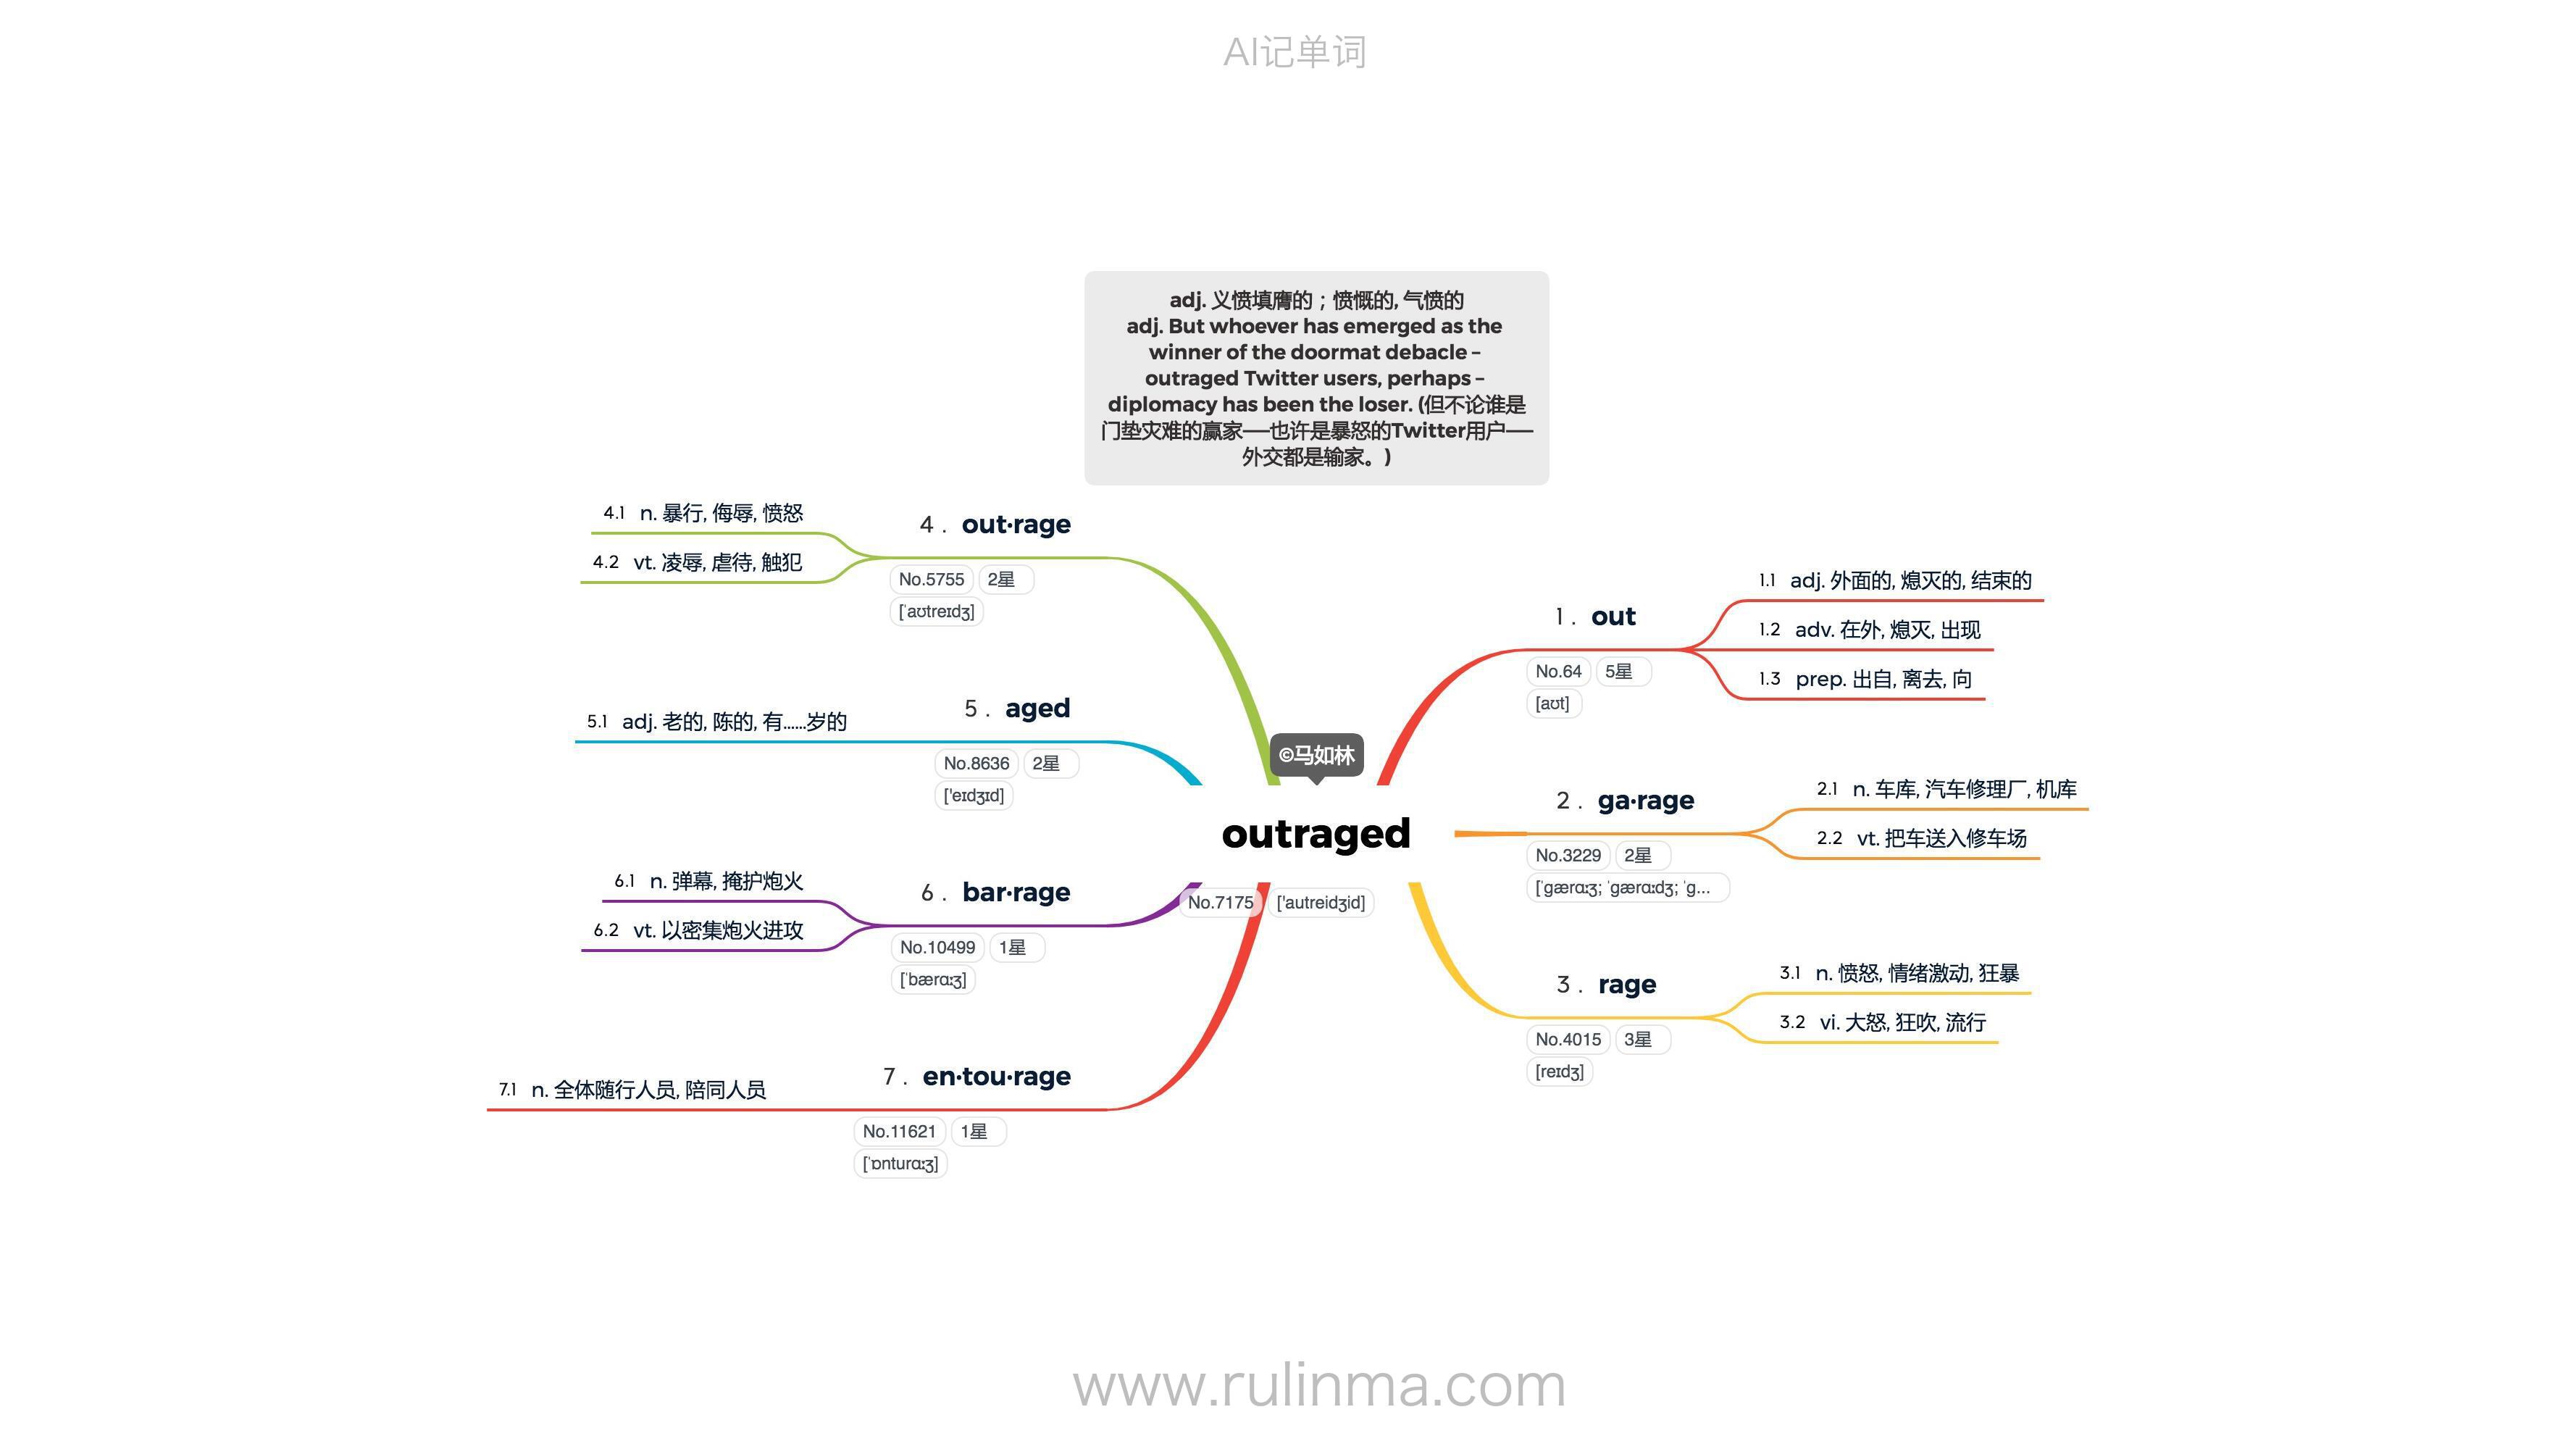 AI记单词
adj. 义愤填膺的；愤慨的, 气愤的
adj. But whoever has emerged as the
winner of the doormat debacle –
outraged Twitter users, perhaps –
diplomacy has been the loser. (但不论谁是
门垫灾难的赢家——也许是暴怒的Twitter用户——
外交都是输家。)
©马如林
outraged
No.7175 ['autreidʒid]
1 . out
No.64 5星
[aʊt]
1.1 adj. 外面的, 熄灭的, 结束的
1.2 adv. 在外, 熄灭, 出现
1.3 prep. 出自, 离去, 向
2 . ga·rage
No.3229 2星
[ˈɡærɑːʒ; ˈɡærɑːdʒ; ˈɡ...
2.1 n. 车库, 汽车修理厂, 机库
2.2 vt. 把车送入修车场
3 . rage
No.4015 3星
[reɪdʒ]
3.1 n. 愤怒, 情绪激动, 狂暴
3.2 vi. 大怒, 狂吹, 流行
4 . out·rage
No.5755 2星
[ˈaʊtreɪdʒ]
4.1 n. 暴行, 侮辱, 愤怒
4.2 vt. 凌辱, 虐待, 触犯
5 . aged
No.8636 2星
['eɪdʒɪd]
5.1 adj. 老的, 陈的, 有……岁的
6 . bar·rage
No.10499 1星
[ˈbærɑːʒ]
6.1 n. 弹幕, 掩护炮火
6.2 vt. 以密集炮火进攻
7 . en·tou·rage
No.11621 1星
[ˈɒnturɑːʒ]
7.1 n. 全体随行人员, 陪同人员
www.rulinma.com